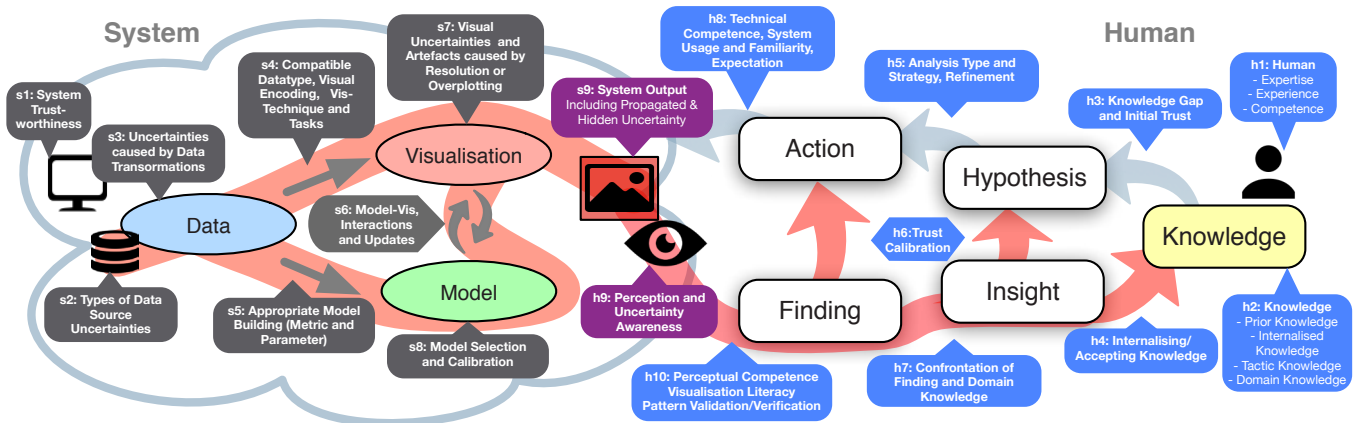 System
Human
s1: System
Trust-
worthiness
s2: Types of Data
Source
Uncertainties
s3: Uncertainties
caused by Data
Transormations
s4: Compatible
Datatype, Visual
Encoding, Vis-
Technique and
Tasks
s5: Appropriate Model
Building (Metric and
Parameter)
s6: Model-Vis,
Interactions
and Updates
s7: Visual
Uncertainties and
Artefacts caused by
Resolution or
Overplotting
s8: Model Selection
and Calibration
s9: System Output
Including Propagated &
Hidden Uncertainty
Data
Visualisation
Model
h9: Perception and
Uncertainty
Awareness
h10: Perceptual Competence
Visualisation Literacy
Pattern Validation/Verification
h8: Technical
Competence, System
Usage and Familiarity,
Expectation
Action
Finding
h5: Analysis Type and
Strategy, Refinement
Hypothesis
h6:Trust
Calibration
Insight
h7: Confrontation of
Finding and Domain
Knowledge
h3: Knowledge Gap
and Initial Trust
h1: Human
- Expertise
- Experience
- Competence
Knowledge
h4: Internalising/
Accepting Knowledge
h2: Knowledge
- Prior Knowledge
- Internalised
Knowledge
- Tactic Knowledge
- Domain Knowledge